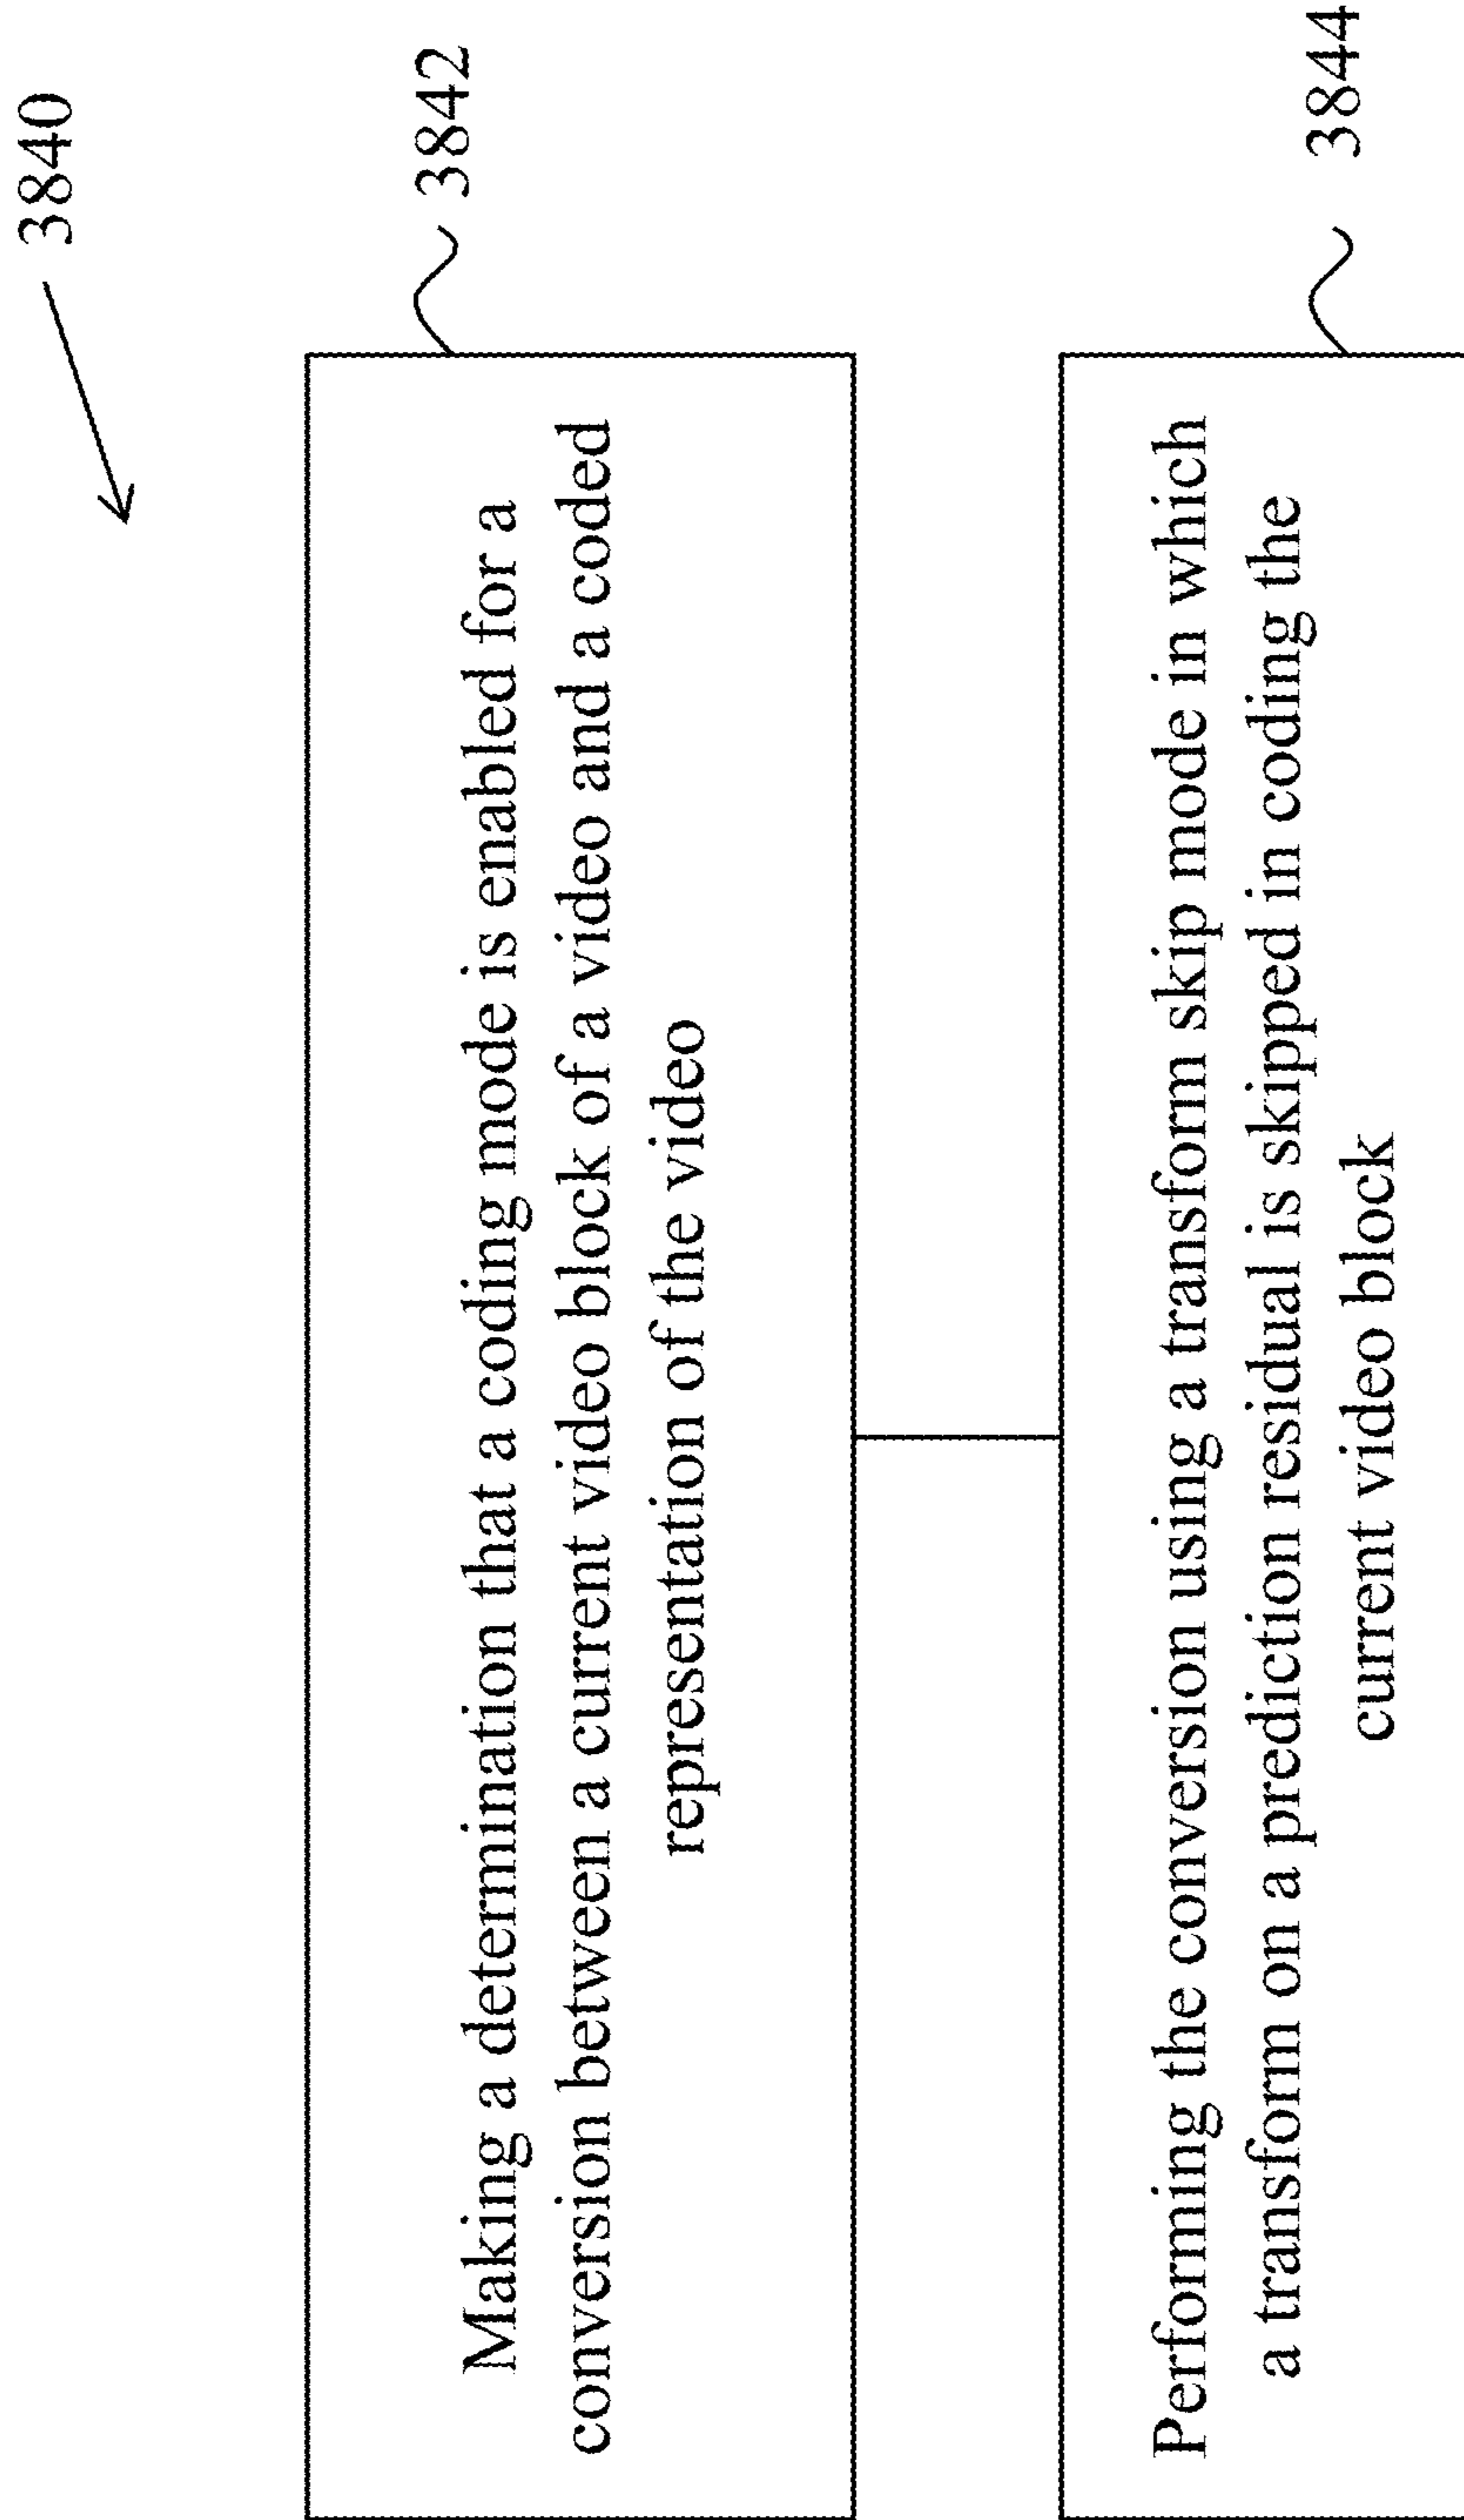 3840
3842
Making a determination that a coding mode is enabled for a
conversion between a current video block of a video and a coded
representation of the video
3844
Performing the conversion using a transform skip mode in which
a transform on a prediction residual is skipped in coding the
current video block